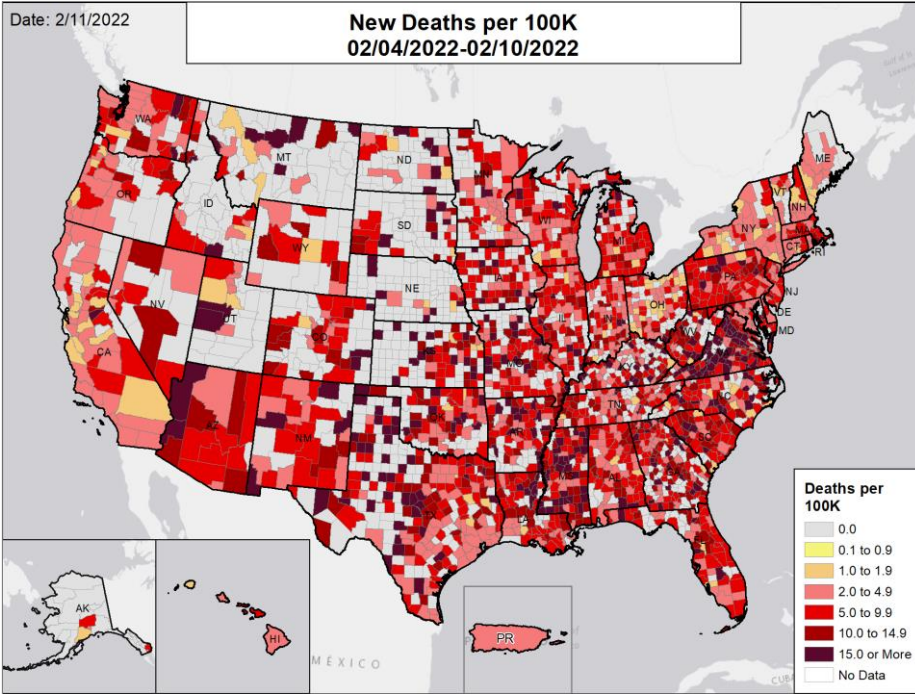 Date: 2/11/2022
New Deaths per 100K
02/04/2022-02/10/2022
WA
MT
ND
MN
ME
OR
ID
SD
WI
MI
VT
NH
NY
MA
CT
RI
WY
NE
IA
PA
NJ
NV
UT
CO
IL
IN
OH
DE
MD
WV
CA
MO
KY
AZ
NM
OK
AR
TN
NC
SC
AL
GA
LA
AK
HI
PR
MÉXICO
CUBA
Deaths per
100K
0.0
0.1 to 0.9
1.0 to 1.9
2.0 to 4.9
5.0 to 9.9
10.0 to 14.9
15.0 or More
No Data